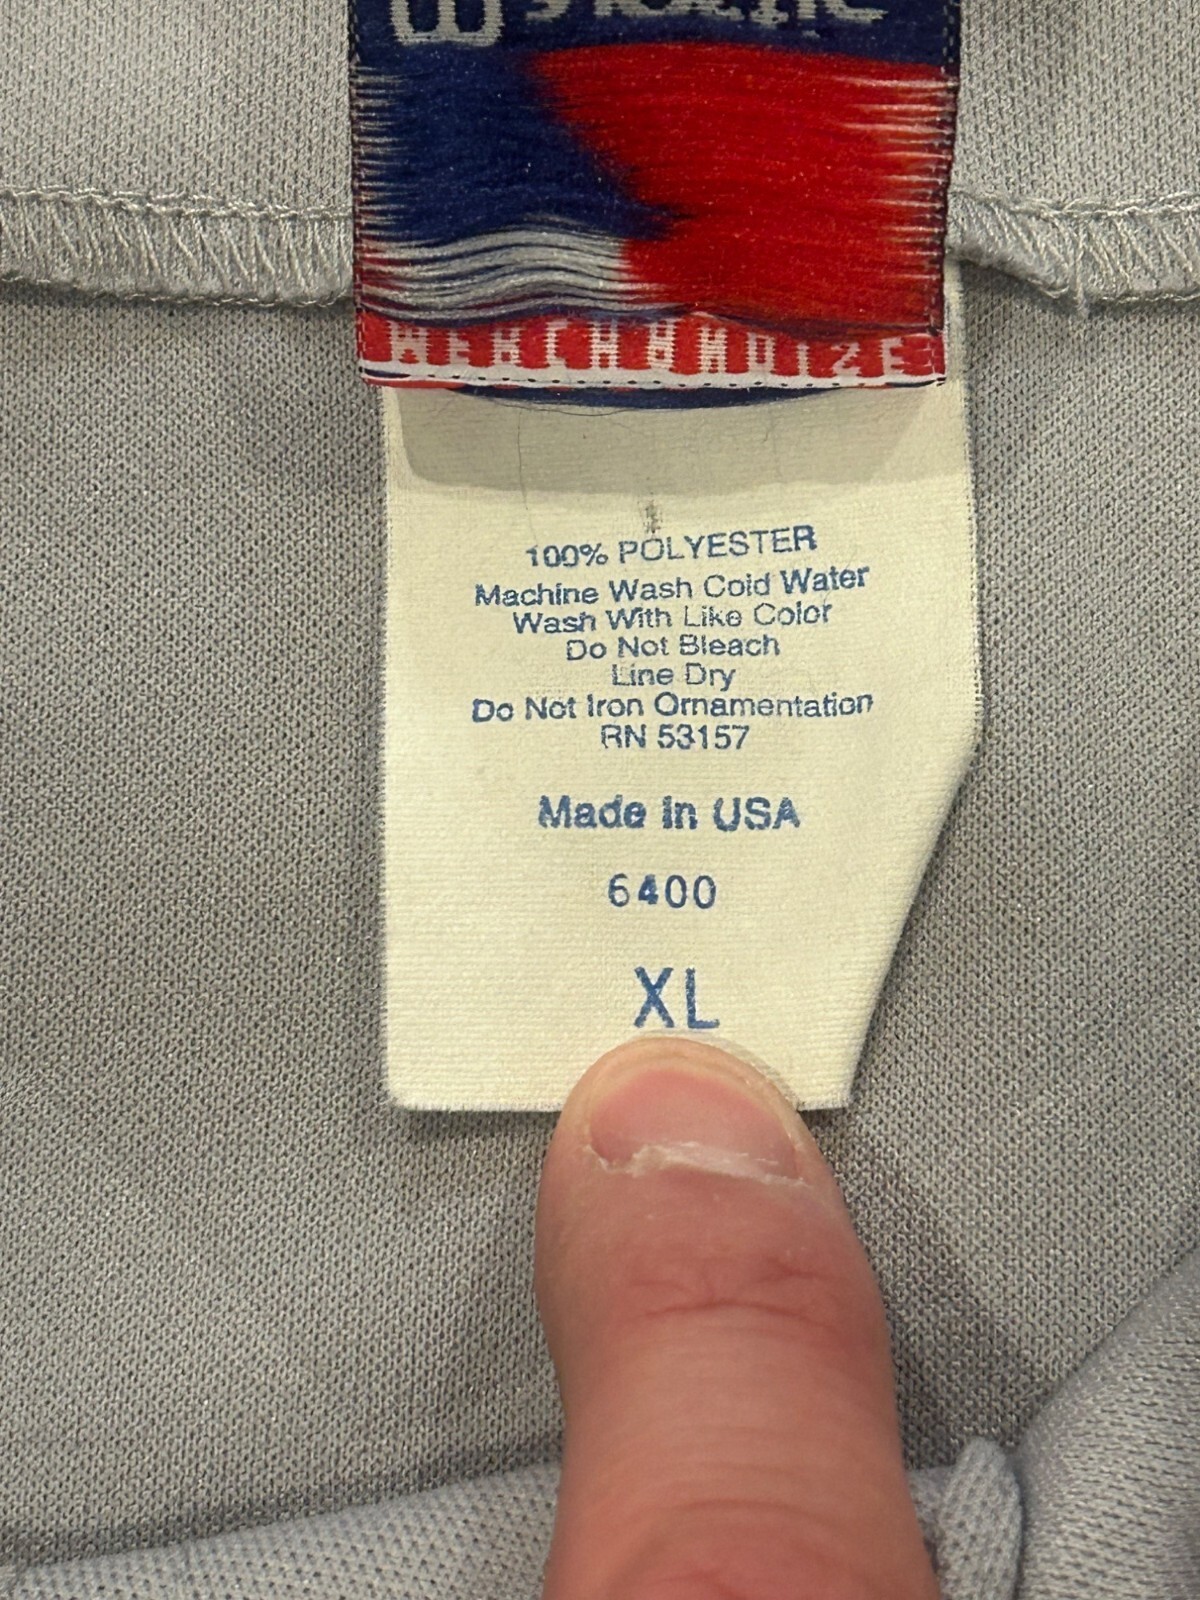 100% POLYESTER
Machine Wash Cold Water
Wash With Like Color
Do Not Bleach
Line Dry
Do Not Iron Ornamentation
RN 53157
Made in USA
6400
XL